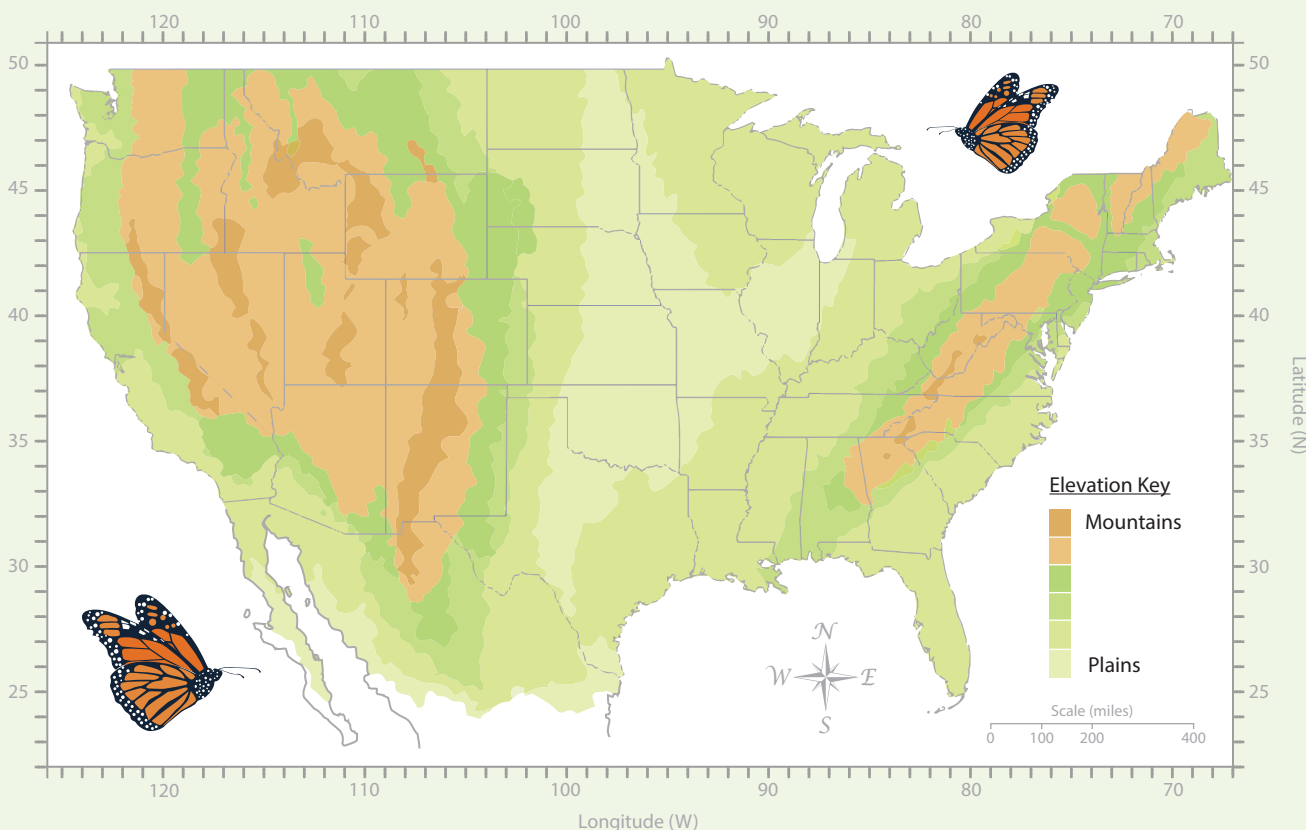 120 110 100 90 80 70
50 50
45 45
40 40
35 35
30 30
25 25
Latitude (N)
Elevation Key
Mountains
Plains
N
W E
S
Scale (miles)
0 100 200 400
120 110 100 90 80 70
Longitude (W)